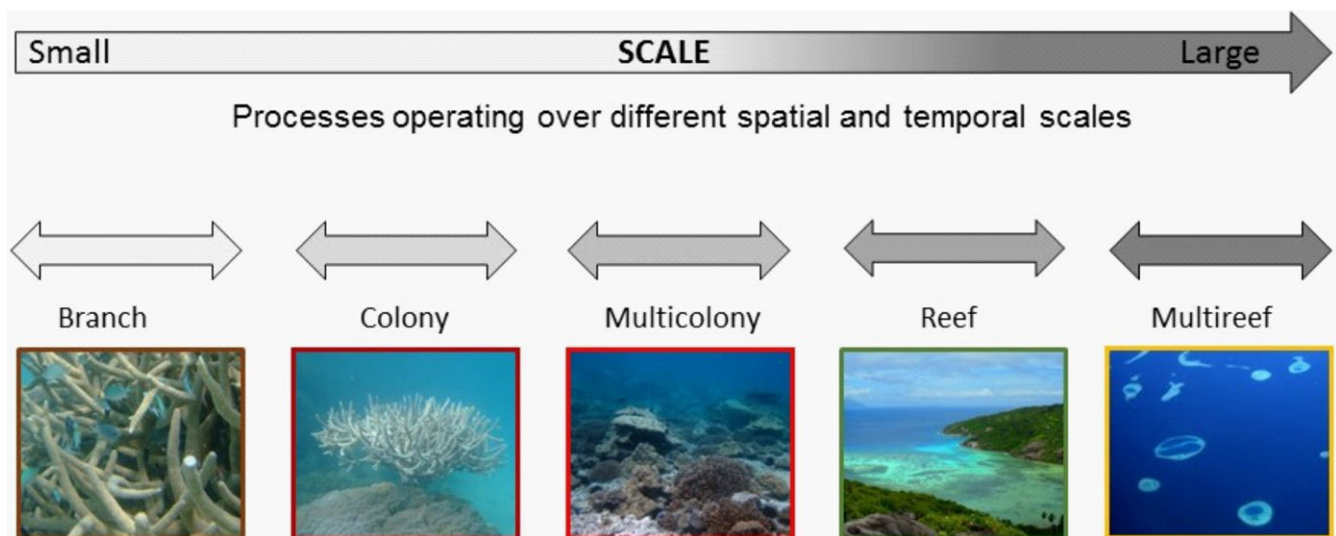 Small SCALE Large
Processes operating over different spatial and temporal scales
Branch Colony Multicolony Reef Multireef